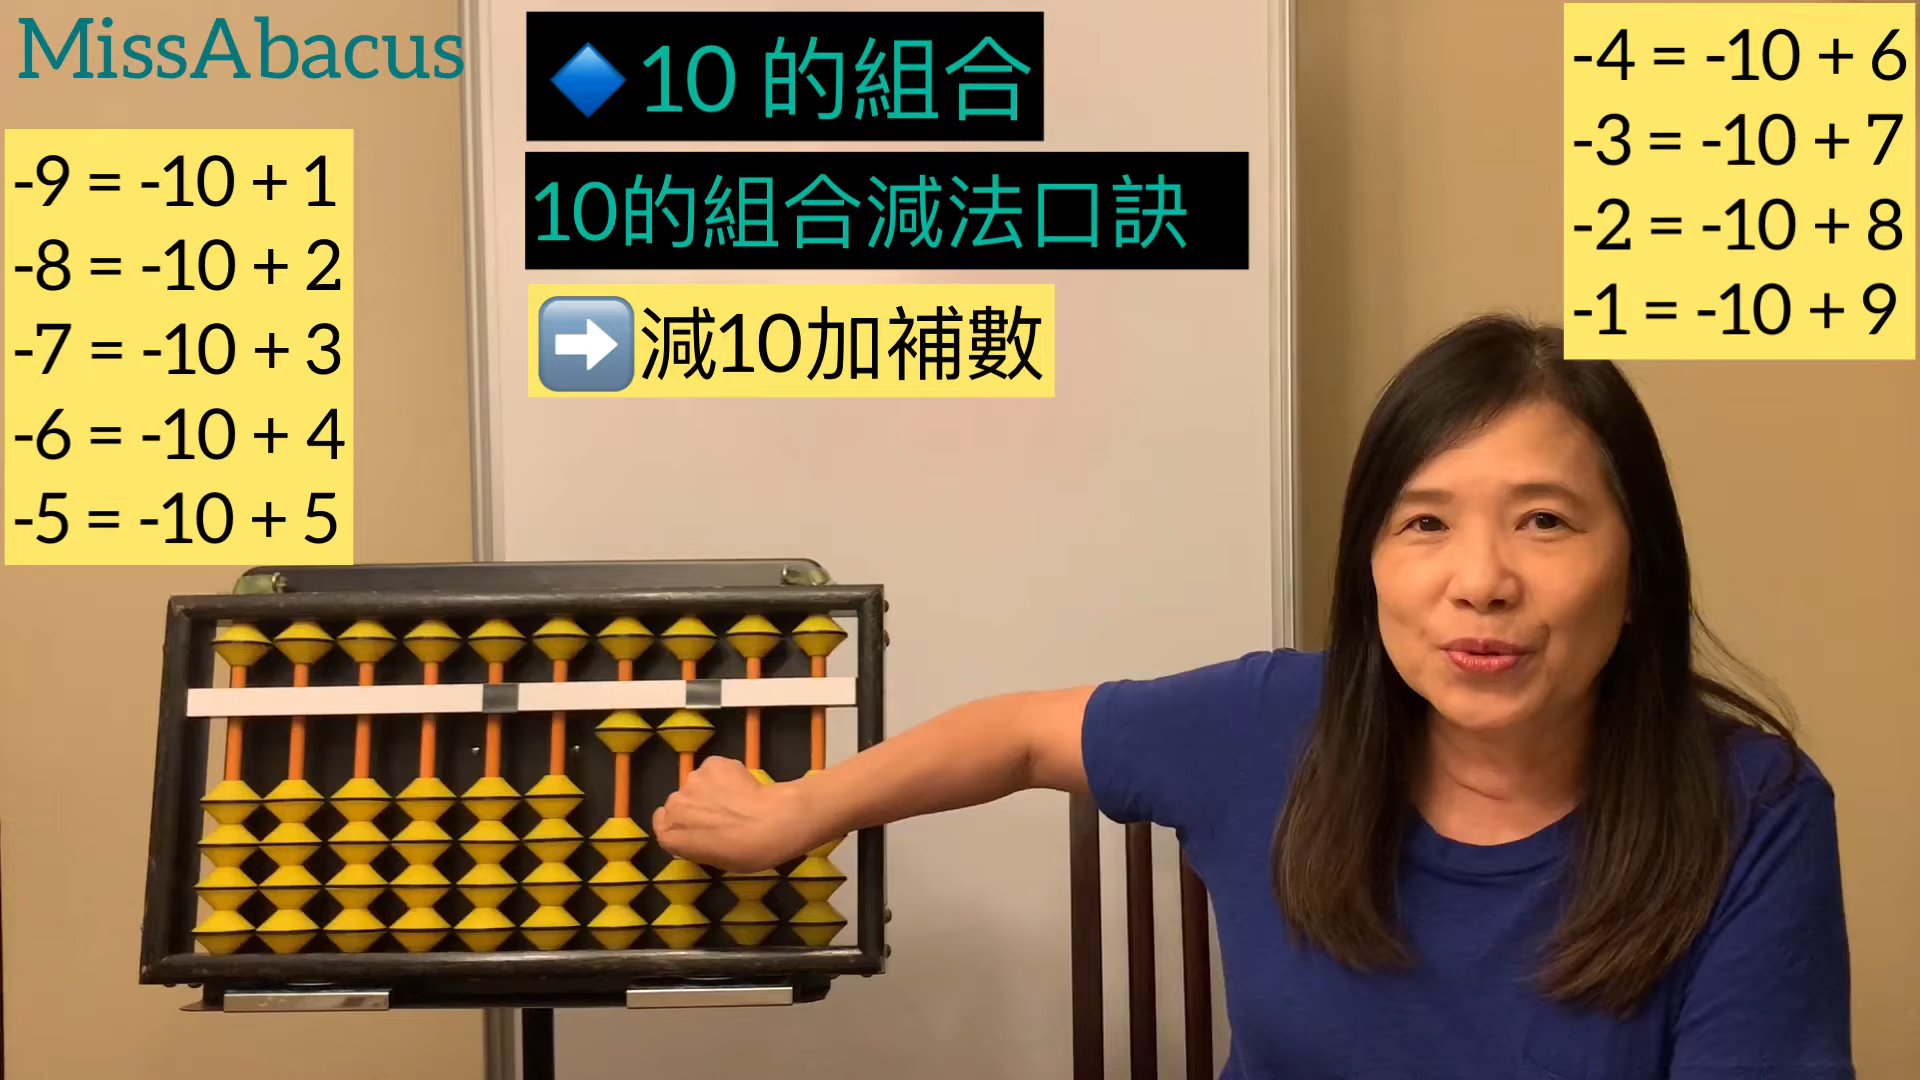 MissAbacus
🔷10 的組合
10的組合減法口訣
➡️減10加補數
-9 = -10 + 1
-8 = -10 + 2
-7 = -10 + 3
-6 = -10 + 4
-5 = -10 + 5
-4 = -10 + 6
-3 = -10 + 7
-2 = -10 + 8
-1 = -10 + 9